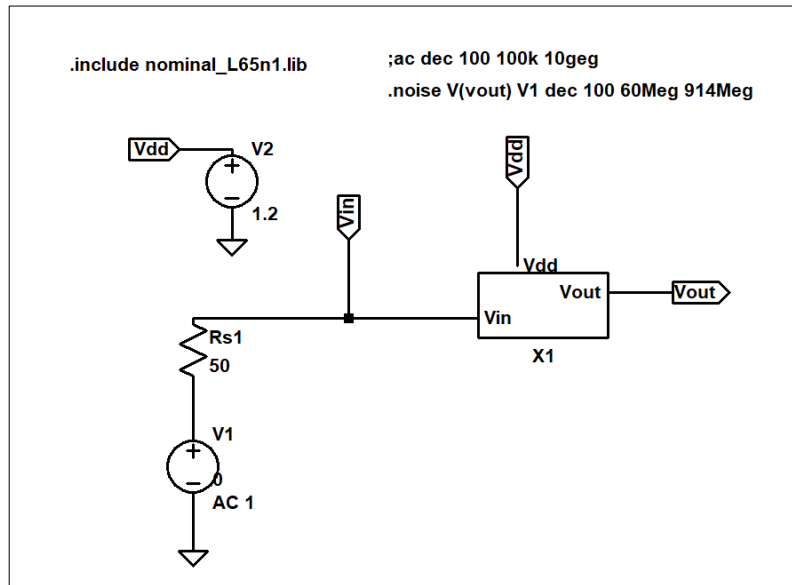 .include nominal_L65n1.lib
;ac dec 100 100k 10geg
.noise V(vout) V1 dec 100 60Meg 914Meg
Vdd
V2
1.2
Vdd
Vin
Vdd
Vout
Vout
Vin
X1
Rs1
50
V1
0
AC 1